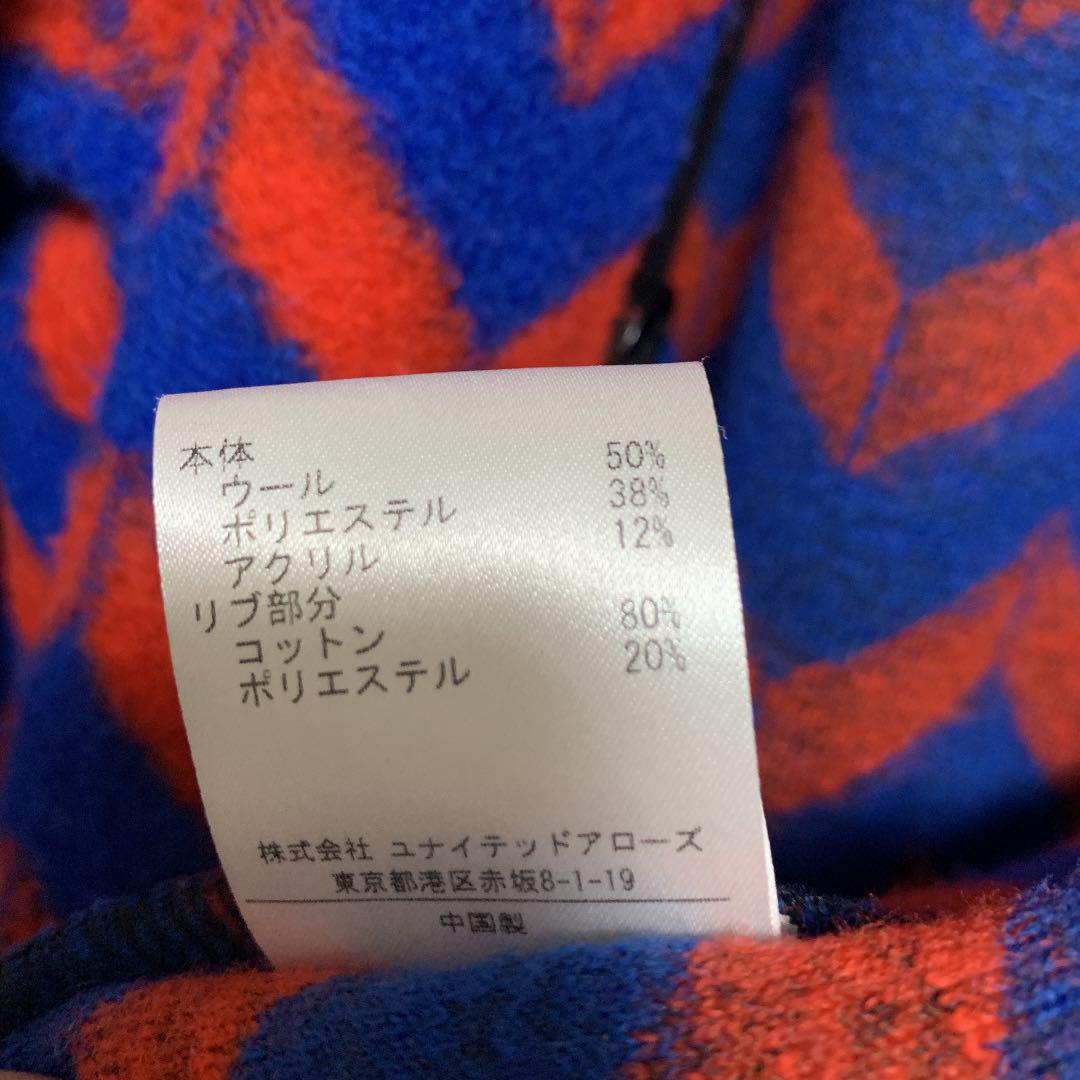 本体
ウール 50%
ポリエステル 38%
アクリル 12%
リブ部分
コットン 80%
ポリエステル 20%
株式会社 ユナイテッドアローズ
東京都港区赤坂8-1-19
中国製